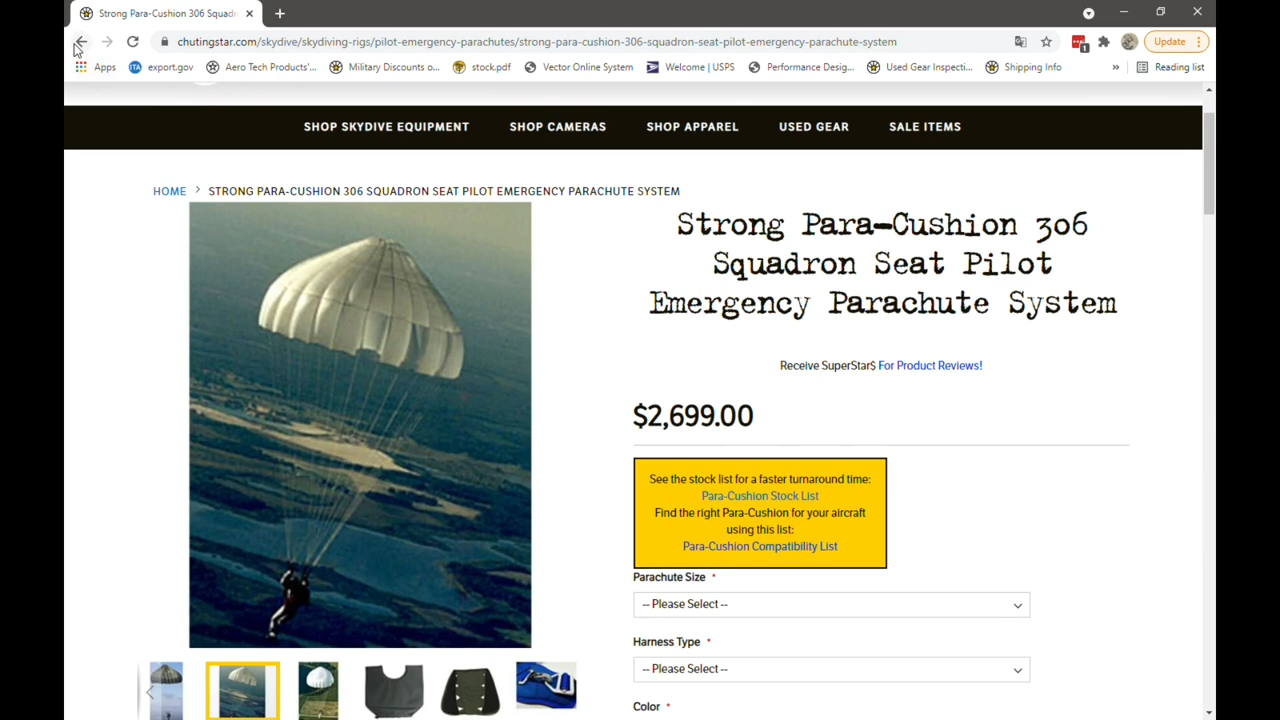 Strong Para-Cushion 306 Squadr
Update
chutingstar.com/skydive/skydiving-rigs/pilot-emergency-parachutes/strong-para-cushion-306-squadron-seat-pilot-emergency-parachute-system
1
Apps
ITA
export.gov
Aero Tech Products'...
Military Discounts o...
stock.pdf
Vector Online System
Welcome | USPS
Performance Desig...
Used Gear Inspecti...
Shipping Info
»
Reading list
SHOP SKYDIVE EQUIPMENT
SHOP CAMERAS
SHOP APPAREL
USED GEAR
SALE ITEMS
HOME > STRONG PARA-CUSHION 306 SQUADRON SEAT PILOT EMERGENCY PARACHUTE SYSTEM
Strong Para-Cushion 306
Squadron Seat Pilot
Emergency Parachute System
Receive SuperStar$ For Product Reviews!
$2,699.00
See the stock list for a faster turnaround time:
Para-Cushion Stock List
Find the right Para-Cushion for your aircraft
using this list:
Para-Cushion Compatibility List
Parachute Size *
-- Please Select --
Harness Type *
-- Please Select --
Color *